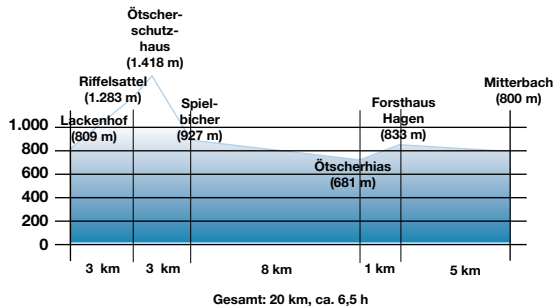 Ötscher-
schutz-
haus
(1.418 m)
Riffelsattel
(1.283 m)
Mitterbach
(800 m)
Lackenhof
(809 m)
Spiel-
bicher
(927 m)
Forsthaus
Hagen
(833 m)
Ötscherhias
(681 m)
1.000
800
600
400
200
0
3 km
3 km
8 km
1 km
5 km
Gesamt: 20 km, ca. 6,5 h